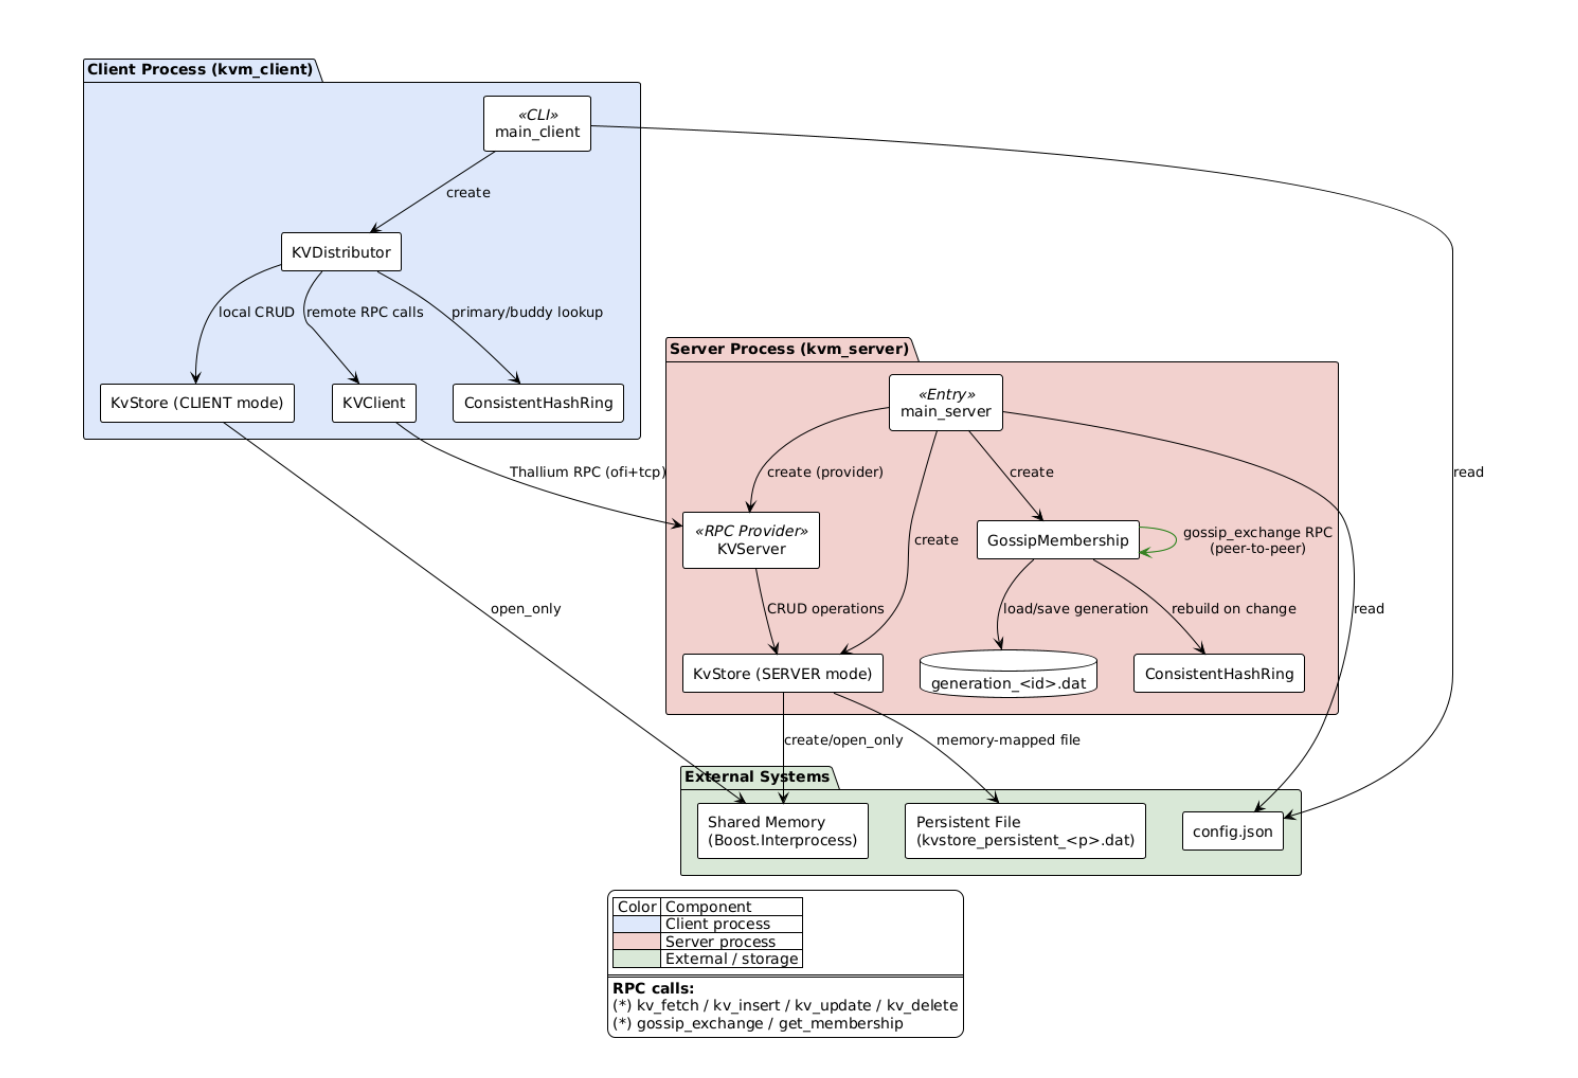 Client Process (kvm_client)
«CLI»
main_client
create
KVDistributor
local CRUD
remote RPC calls
primary/buddy lookup
KvStore (CLIENT mode)
KVClient
ConsistentHashRing
Server Process (kvm_server)
«Entry»
main_server
Thallium RPC (ofi+tcp)
create (provider)
create
read
read
«RPC Provider»
KVServer
create
GossipMembership
gossip_exchange RPC
(peer-to-peer)
open_only
CRUD operations
load/save generation
rebuild on change
KvStore (SERVER mode)
generation_<id>.dat
ConsistentHashRing
create/open_only
memory-mapped file
External Systems
Shared Memory
(Boost.Interprocess)
Persistent File
(kvstore_persistent_<p>.dat)
config.json
Color Component
Client process
Server process
External / storage
RPC calls:
(*) kv_fetch / kv_insert / kv_update / kv_delete
(*) gossip_exchange / get_membership